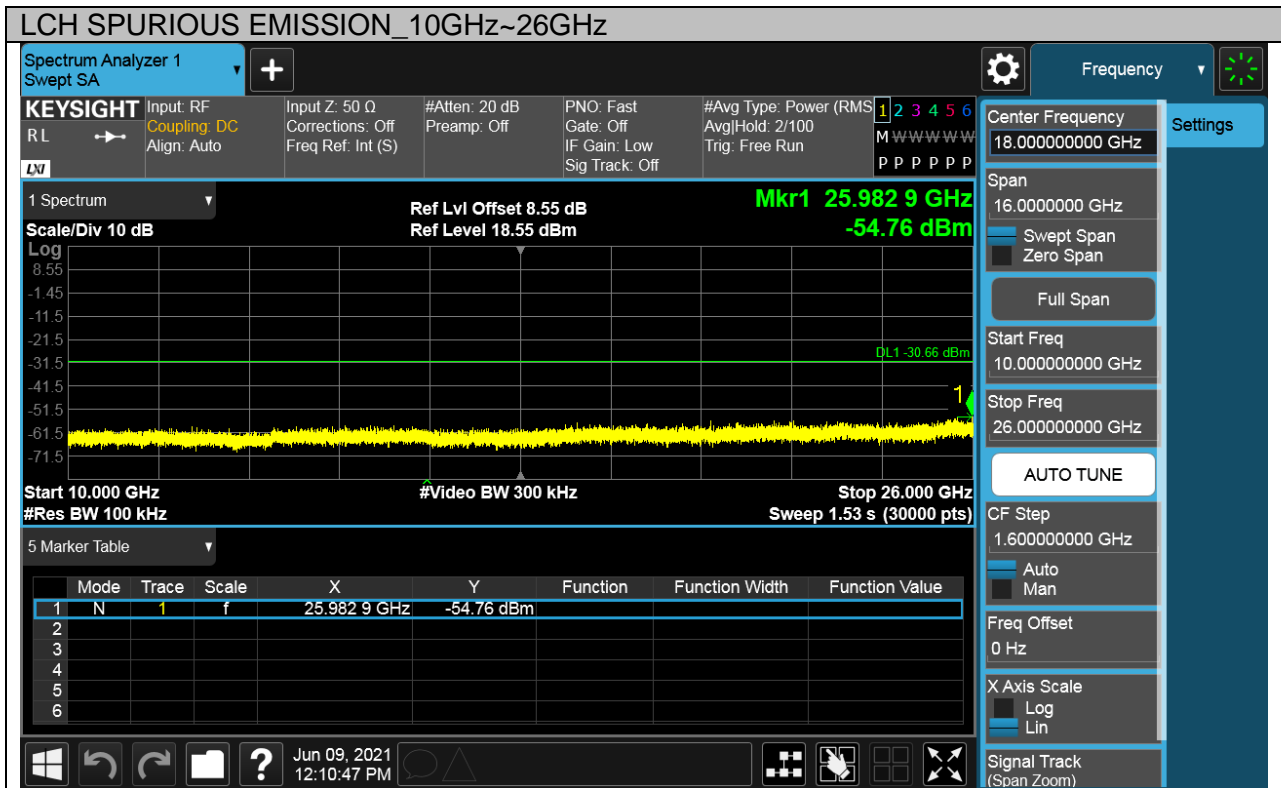 LCH SPURIOUS EMISSION_10GHz~26GHz
Spectrum Analyzer 1
Swept SA
+
Frequency
KEYSIGHT
RL
LXI
Input: RF
Coupling: DC
Align: Auto
Input Z: 50 Ω
Corrections: Off
Freq Ref: Int (S)
#Atten: 20 dB
Preamp: Off
PNO: Fast
Gate: Off
IF Gain: Low
Sig Track: Off
#Avg Type: Power (RMS
Avg|Hold: 2/100
Trig: Free Run
1 2 3 4 5 6
M W W W W W
P P P P P P
1 Spectrum
Scale/Div 10 dB
Log
Ref Lvl Offset 8.55 dB
Ref Level 18.55 dBm
Mkr1 25.982 9 GHz
-54.76 dBm
8.55
-1.45
-11.5
-21.5
-31.5
-41.5
-51.5
-61.5
-71.5
DL1 -30.66 dBm
1
Start 10.000 GHz
#Video BW 300 kHz
Stop 26.000 GHz
#Res BW 100 kHz
Sweep 1.53 s (30000 pts)
5 Marker Table
Mode Trace Scale X Y Function Function Width Function Value
1 N 1 f 25.982 9 GHz -54.76 dBm
2
3
4
5
6
?
Jun 09, 2021
12:10:47 PM
Center Frequency
18.000000000 GHz
Span
16.0000000 GHz
Swept Span
Zero Span
Full Span
Start Freq
10.000000000 GHz
Stop Freq
26.000000000 GHz
AUTO TUNE
CF Step
1.600000000 GHz
Auto
Man
Freq Offset
0 Hz
X Axis Scale
Log
Lin
Signal Track
(Span Zoom)
Settings